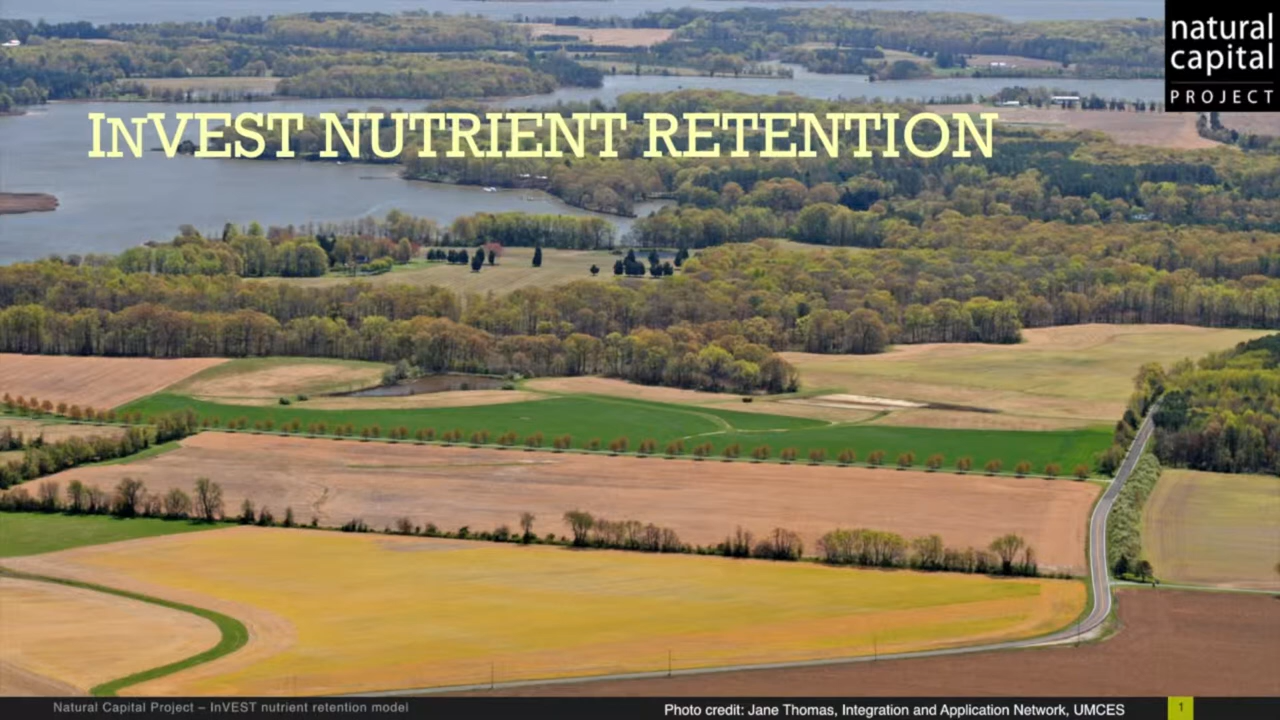 natural
capital
PROJECT
INVEST NUTRIENT RETENTION
Natural Capital Project – InVEST nutrient retention model
Photo credit: Jane Thomas, Integration and Application Network, UMCES
1